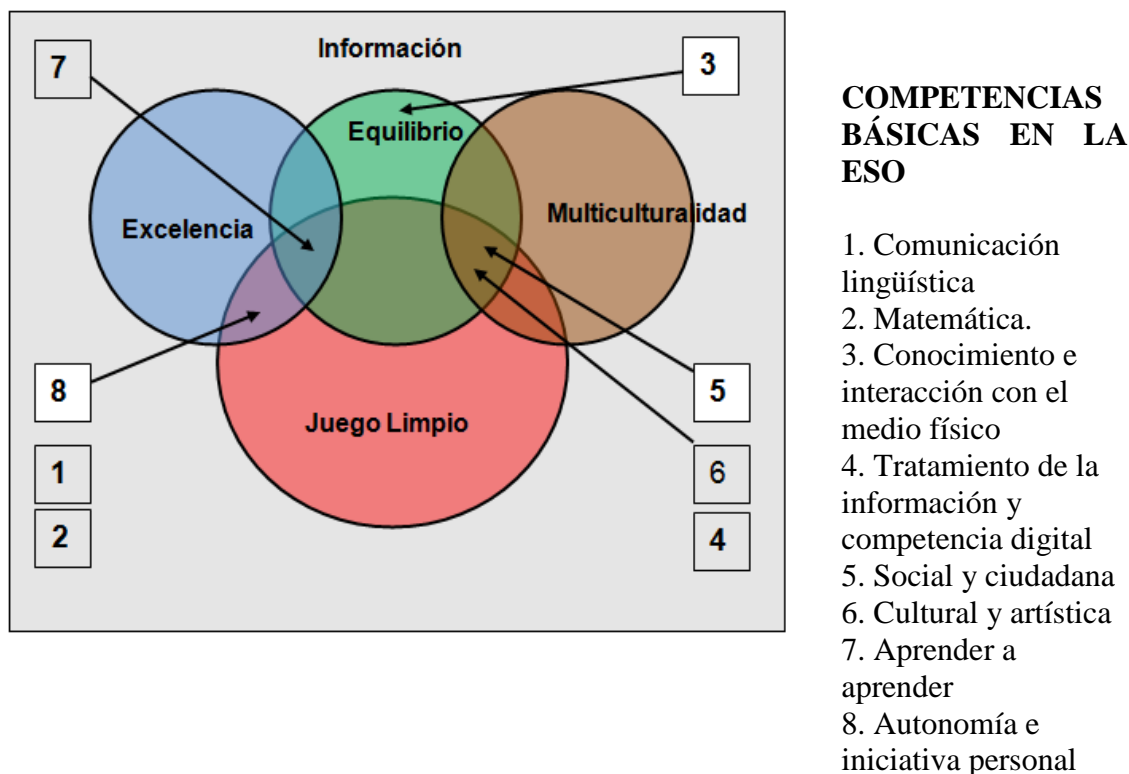 Información
7
3
Equilibrio
Excelencia
Multiculturalidad
8
5
Juego Limpio
1
6
2
4
COMPETENCIAS
BÁSICAS EN LA
ESO
1. Comunicación
lingüística
2. Matemática.
3. Conocimiento e
interacción con el
medio físico
4. Tratamiento de la
información y
competencia digital
5. Social y ciudadana
6. Cultural y artística
7. Aprender a
aprender
8. Autonomía e
iniciativa personal